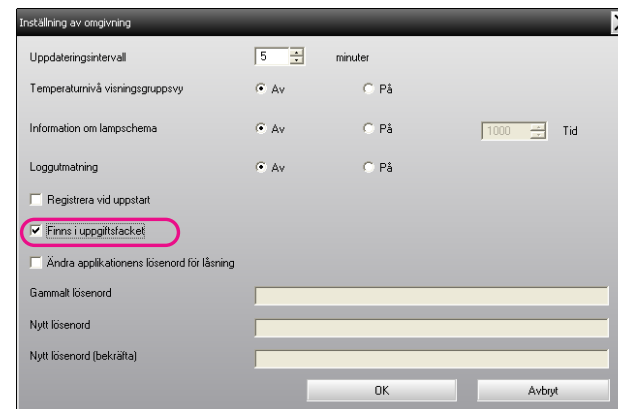 Inställning av omgivning
Uppdateringsintervall 5 minuter
Temperaturnivå visningsgruppsvy Av På
Information om lampschema Av På 1000 Tid
Loggutmatning Av På
Registrera vid uppstart
Finns i uppgiftsfacket
Ändra applikationens lösenord för låsning
Gammalt lösenord
Nytt lösenord
Nytt lösenord (bekräfta)
OK Avbryt